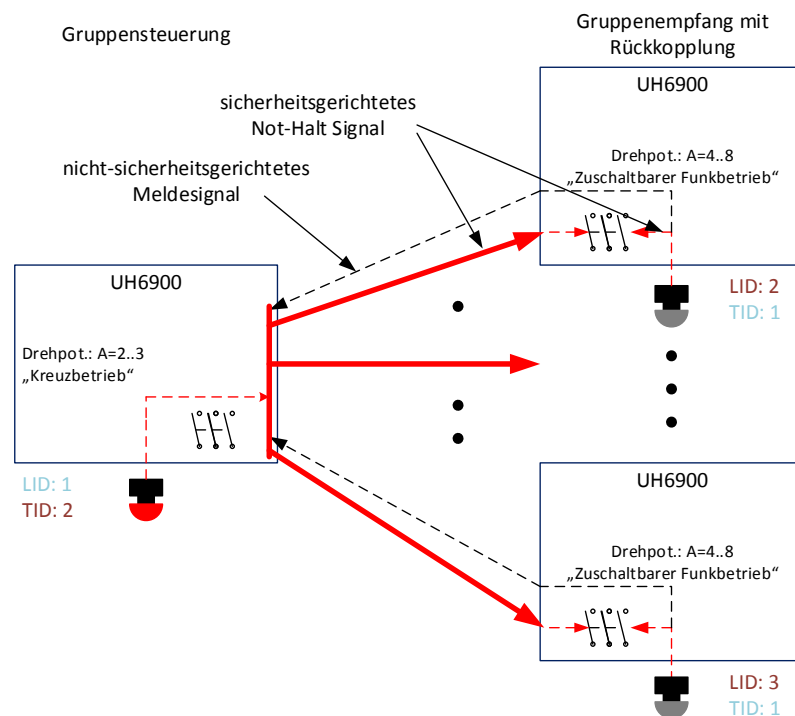 Gruppensteuerung
Gruppenempfang mit
Rückkopplung
UH6900
sicherheitsgerichtetes
Not-Halt Signal
Drehpot.: A=4..8
„Zuschaltbarer Funkbetrieb“
nicht-sicherheitsgerichtetes
Meldesignal
UH6900
LID: 2
TID: 1
Drehpot.: A=2..3
„Kreuzbetrieb“
LID: 1
TID: 2
UH6900
Drehpot.: A=4..8
„Zuschaltbarer Funkbetrieb“
LID: 3
TID: 1